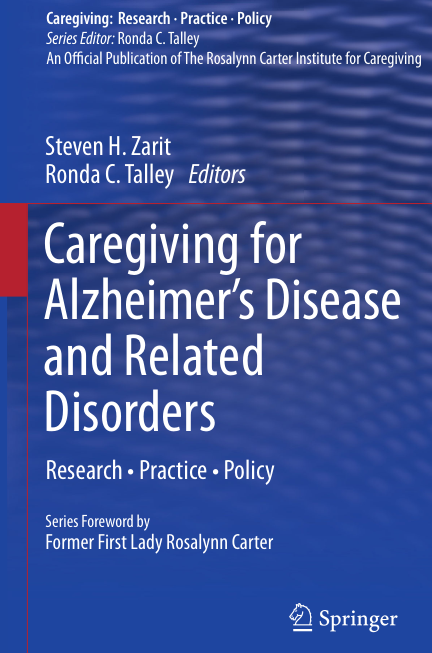 Caregiving: Research · Practice · Policy
Series Editor: Ronda C. Talley
An Official Publication of The Rosalynn Carter Institute for Caregiving
Steven H. Zarit
Ronda C. Talley Editors
Caregiving for
Alzheimer’s Disease
and Related
Disorders
Research • Practice • Policy
Series Foreword by
Former First Lady Rosalynn Carter
Springer